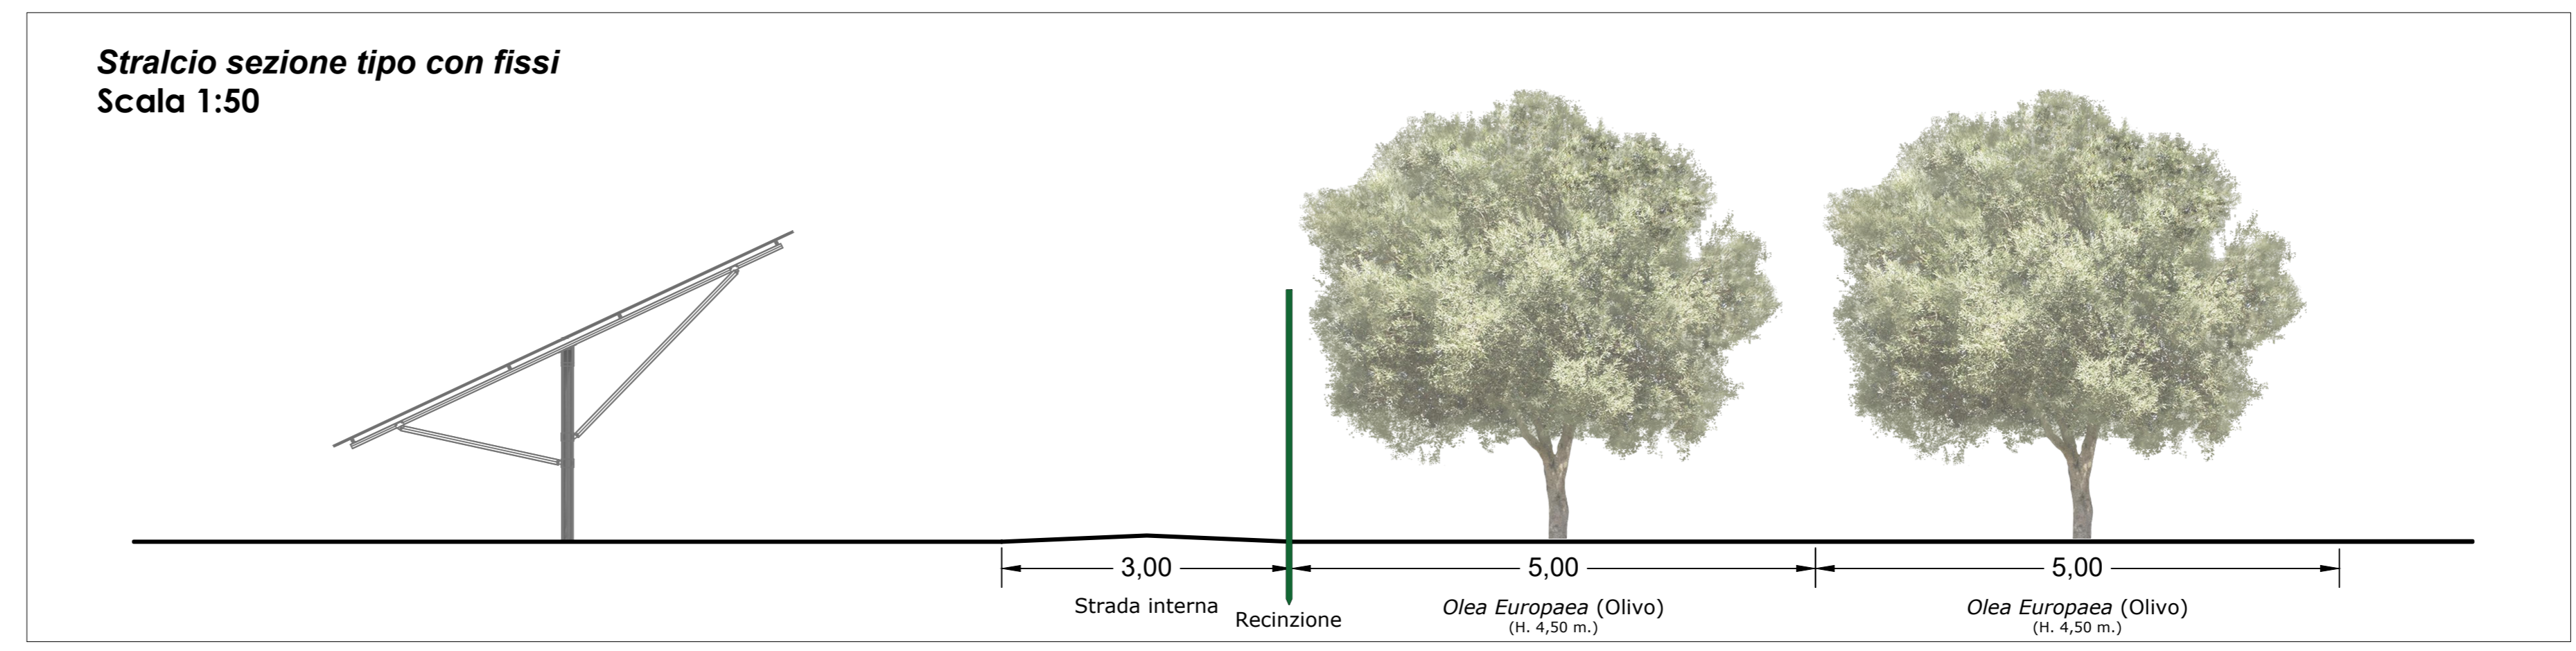 Stralcio sezione tipo con fissi
Scala 1:50
3,00
5,00
5,00
Strada interna
Recinzione
Olea Europaea (Olivo)
(H. 4,50 m.)
Olea Europaea (Olivo)
(H. 4,50 m.)